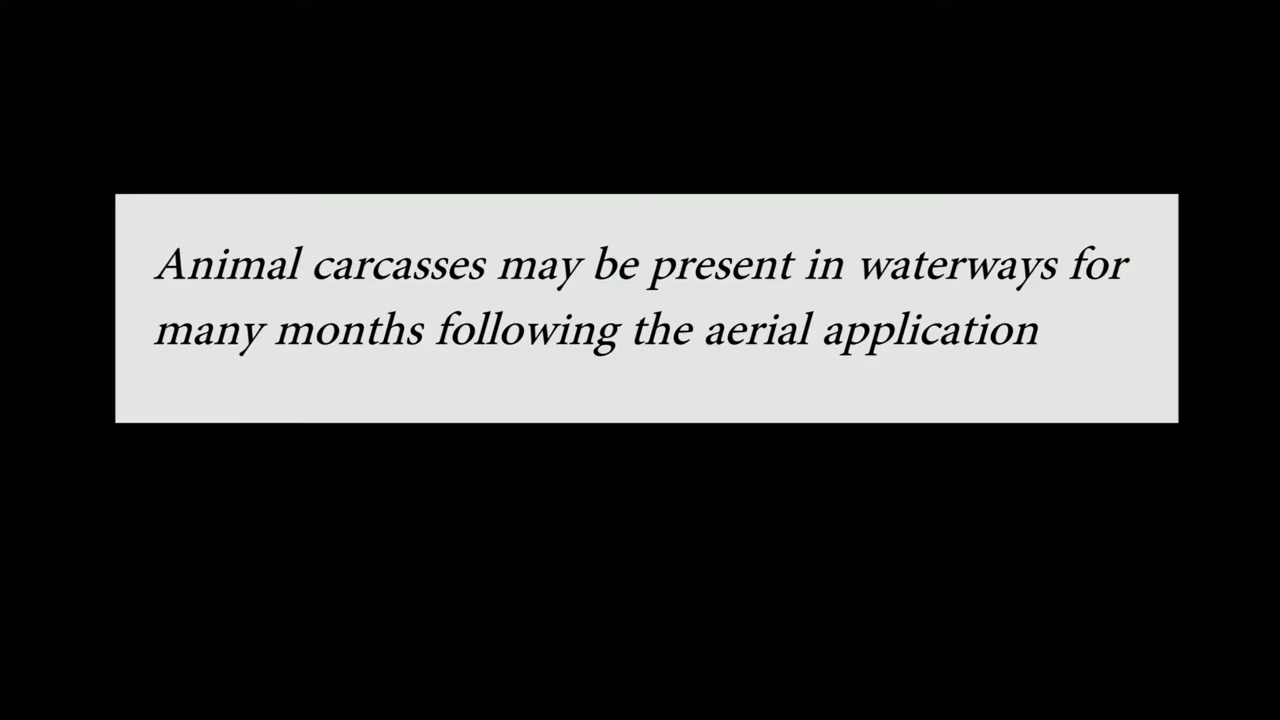 Animal carcasses may be present in waterways for
many months following the aerial application